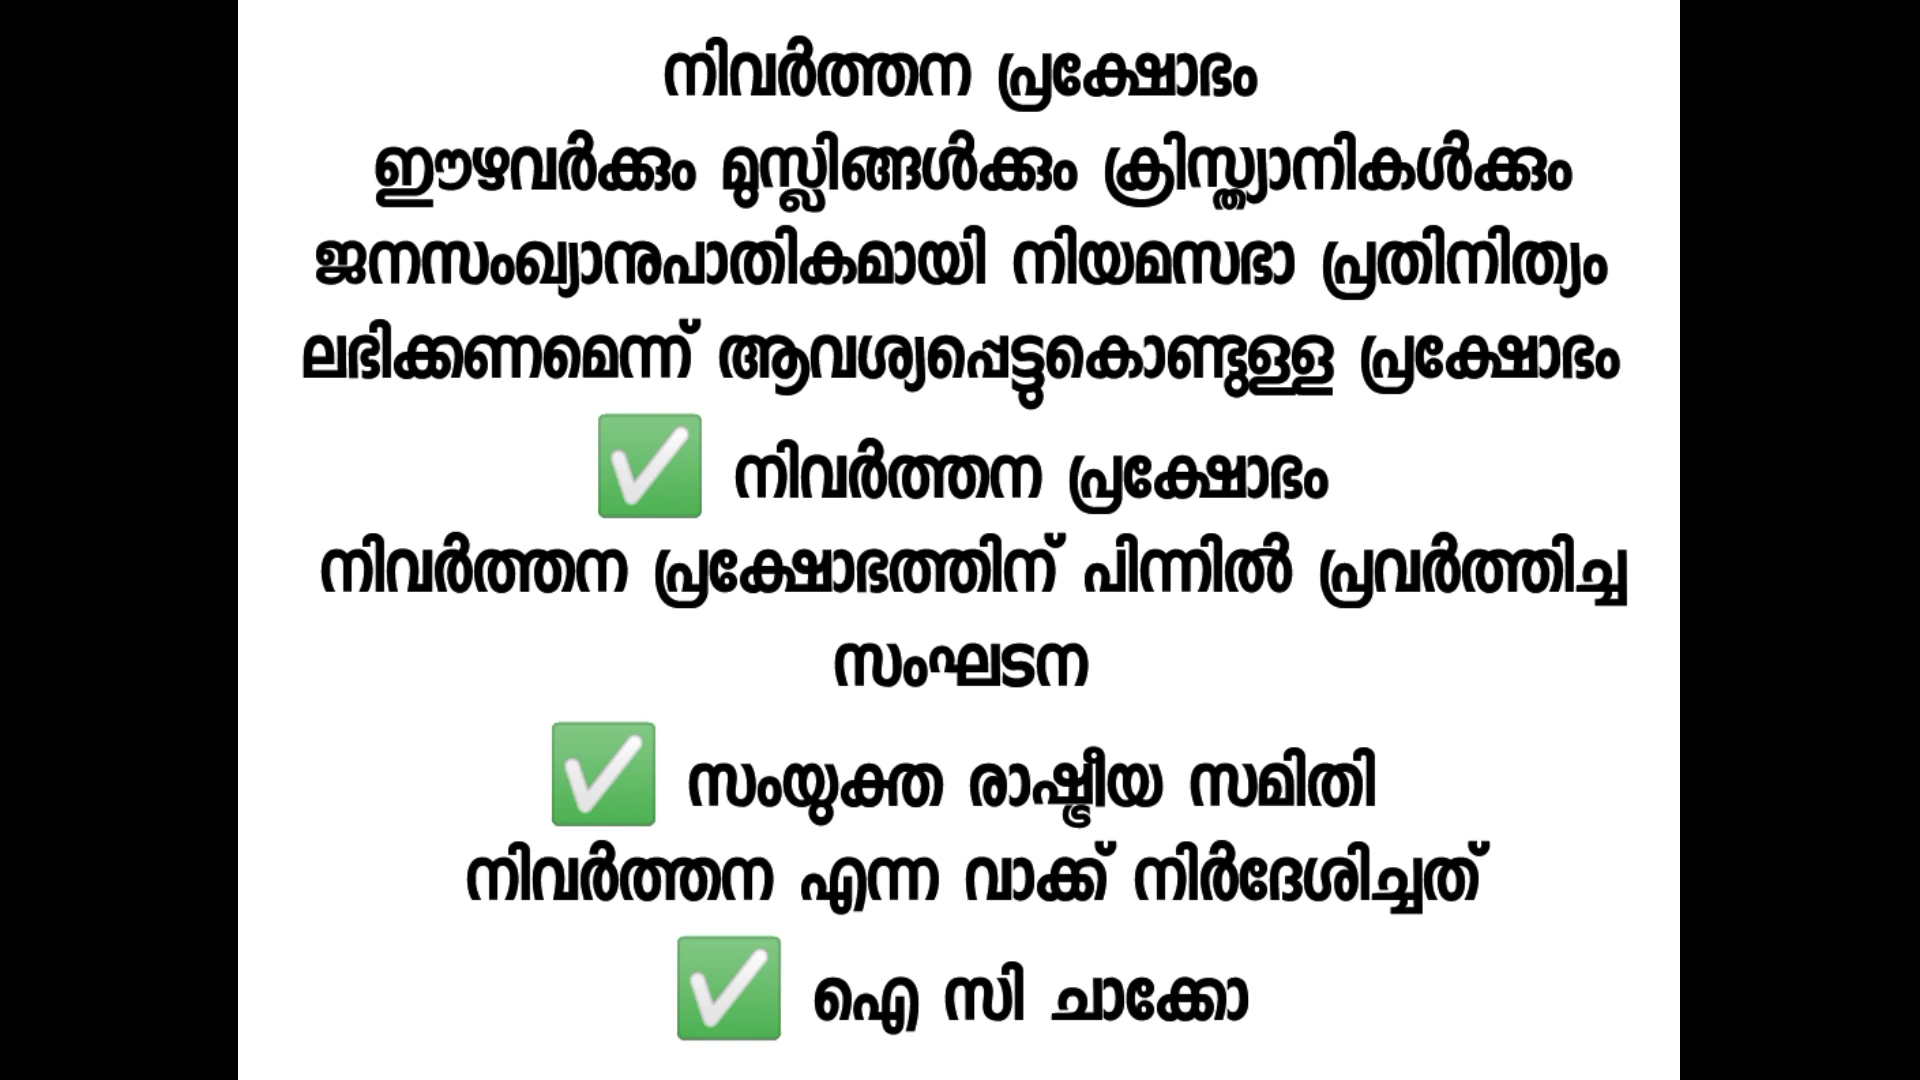 നിവർത്തന പ്രക്ഷോഭം
ഈഴവർക്കും മുസ്ലിങ്ങൾക്കും ക്രിസ്ത്യാനികൾക്കും
ജനസംഖ്യാനുപാതികമായി നിയമസഭാ പ്രതിനിത്യം
ലഭിക്കണമെന്ന് ആവശ്യപ്പെട്ടുകൊണ്ടുള്ള പ്രക്ഷോഭം
✅ നിവർത്തന പ്രക്ഷോഭം
നിവർത്തന പ്രക്ഷോഭത്തിന് പിന്നിൽ പ്രവർത്തിച്ച
സംഘടന
✅ സംയുക്ത രാഷ്ട്രീയ സമിതി
നിവർത്തന എന്ന വാക്ക് നിർദേശിച്ചത്
✅ ഐ സി ചാക്കോ